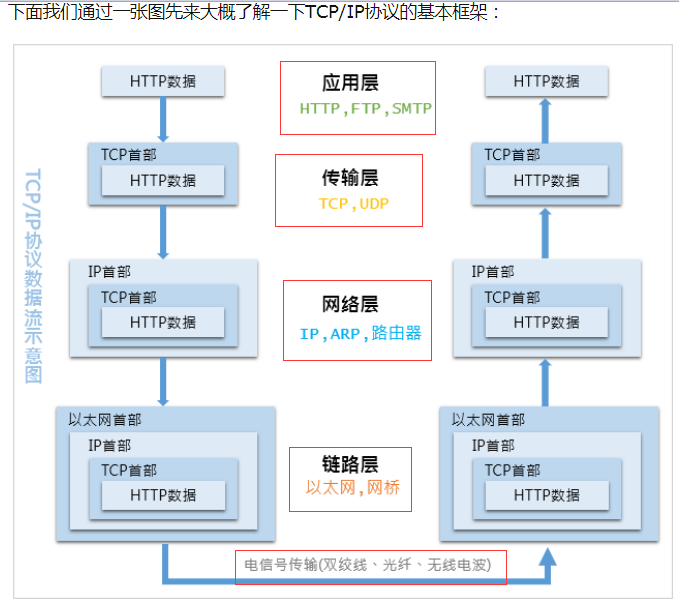 下面我们通过一张图先来大概了解一下TCP/IP协议的基本框架：
TCP/IP协议数据流示意图
HTTP数据
应用层
HTTP,FTP,SMTP
HTTP数据
TCP首部
HTTP数据
传输层
TCP,UDP
TCP首部
HTTP数据
IP首部
TCP首部
HTTP数据
网络层
IP,ARP,路由器
IP首部
TCP首部
HTTP数据
以太网首部
IP首部
TCP首部
HTTP数据
链路层
以太网,网桥
以太网首部
IP首部
TCP首部
HTTP数据
电信号传输(双绞线、光纤、无线电波)